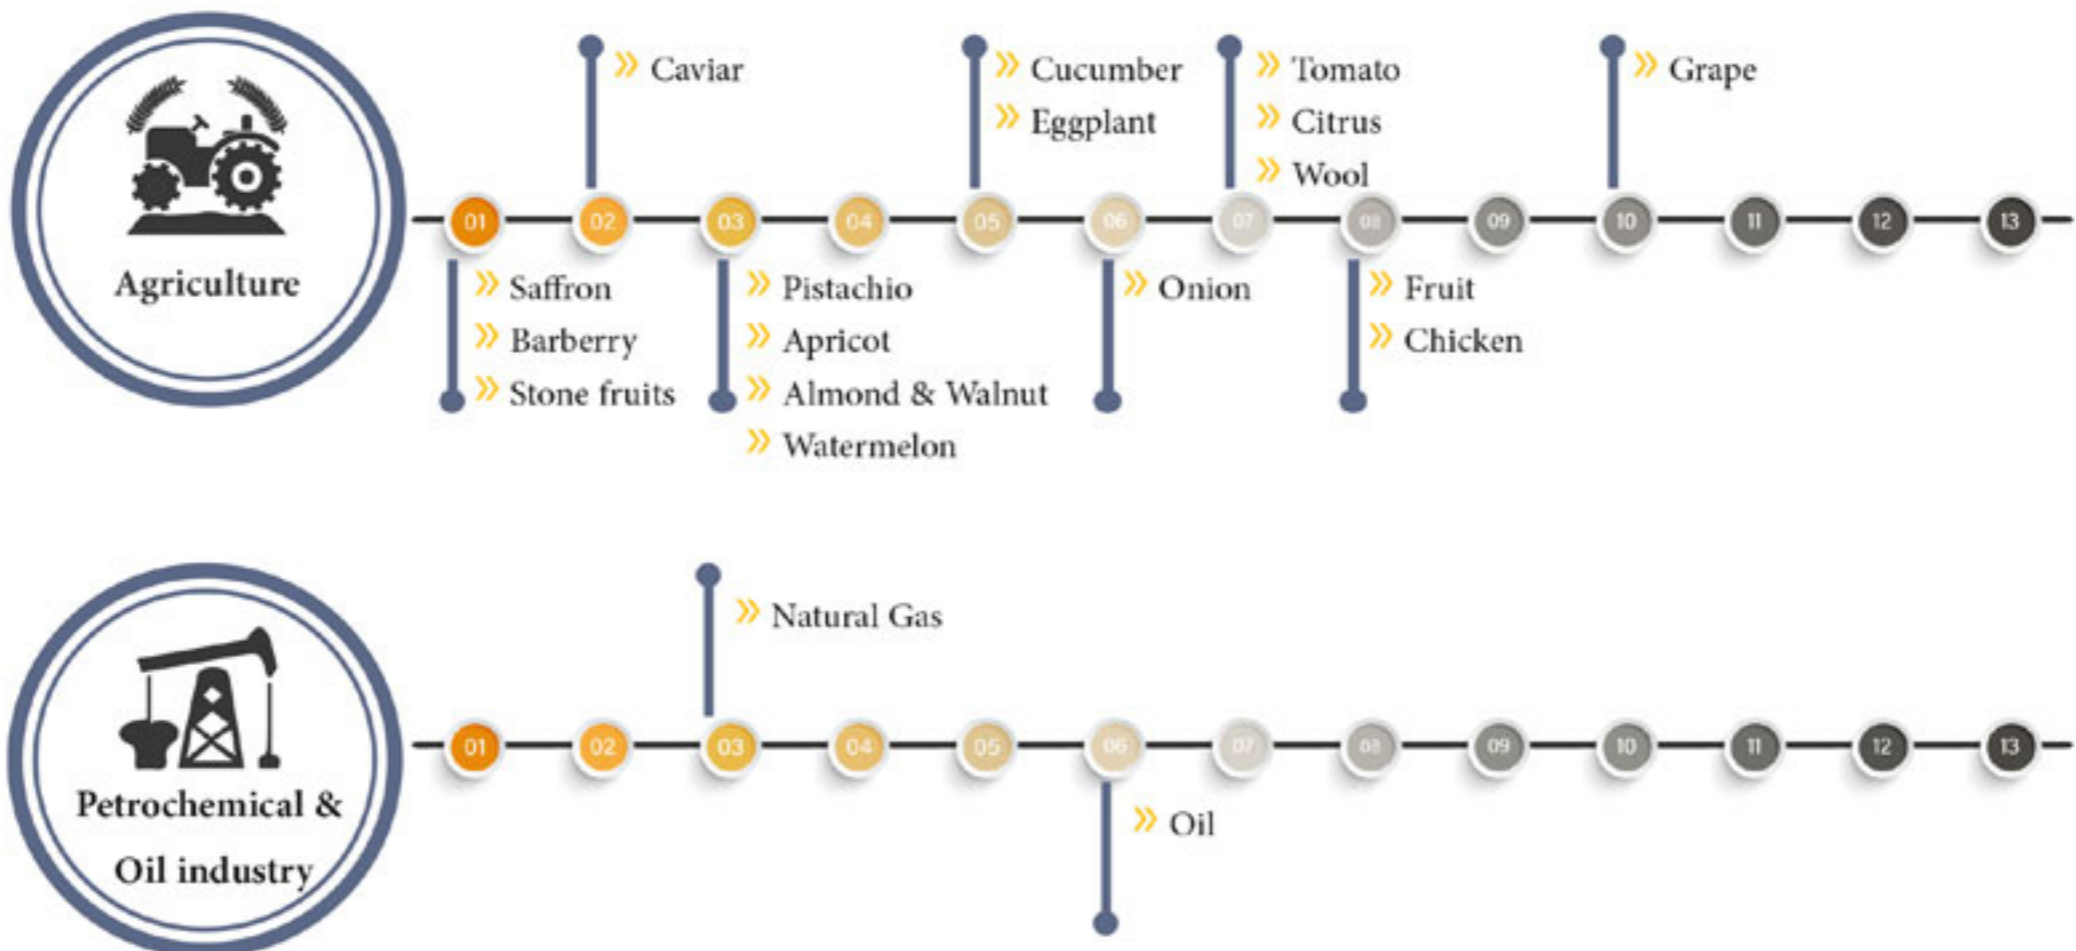 Caviar
Cucumber
Eggplant
Tomato
Citrus
Wool
Grape
01 02 03 04 05 06 07 08 09 10 11 12 13
Agriculture
Saffron
Barberry
Stone fruits
Pistachio
Apricot
Almond & Walnut
Watermelon
Onion
Fruit
Chicken
Natural Gas
01 02 03 04 05 06 07 08 09 10 11 12 13
Petrochemical &
Oil industry
Oil